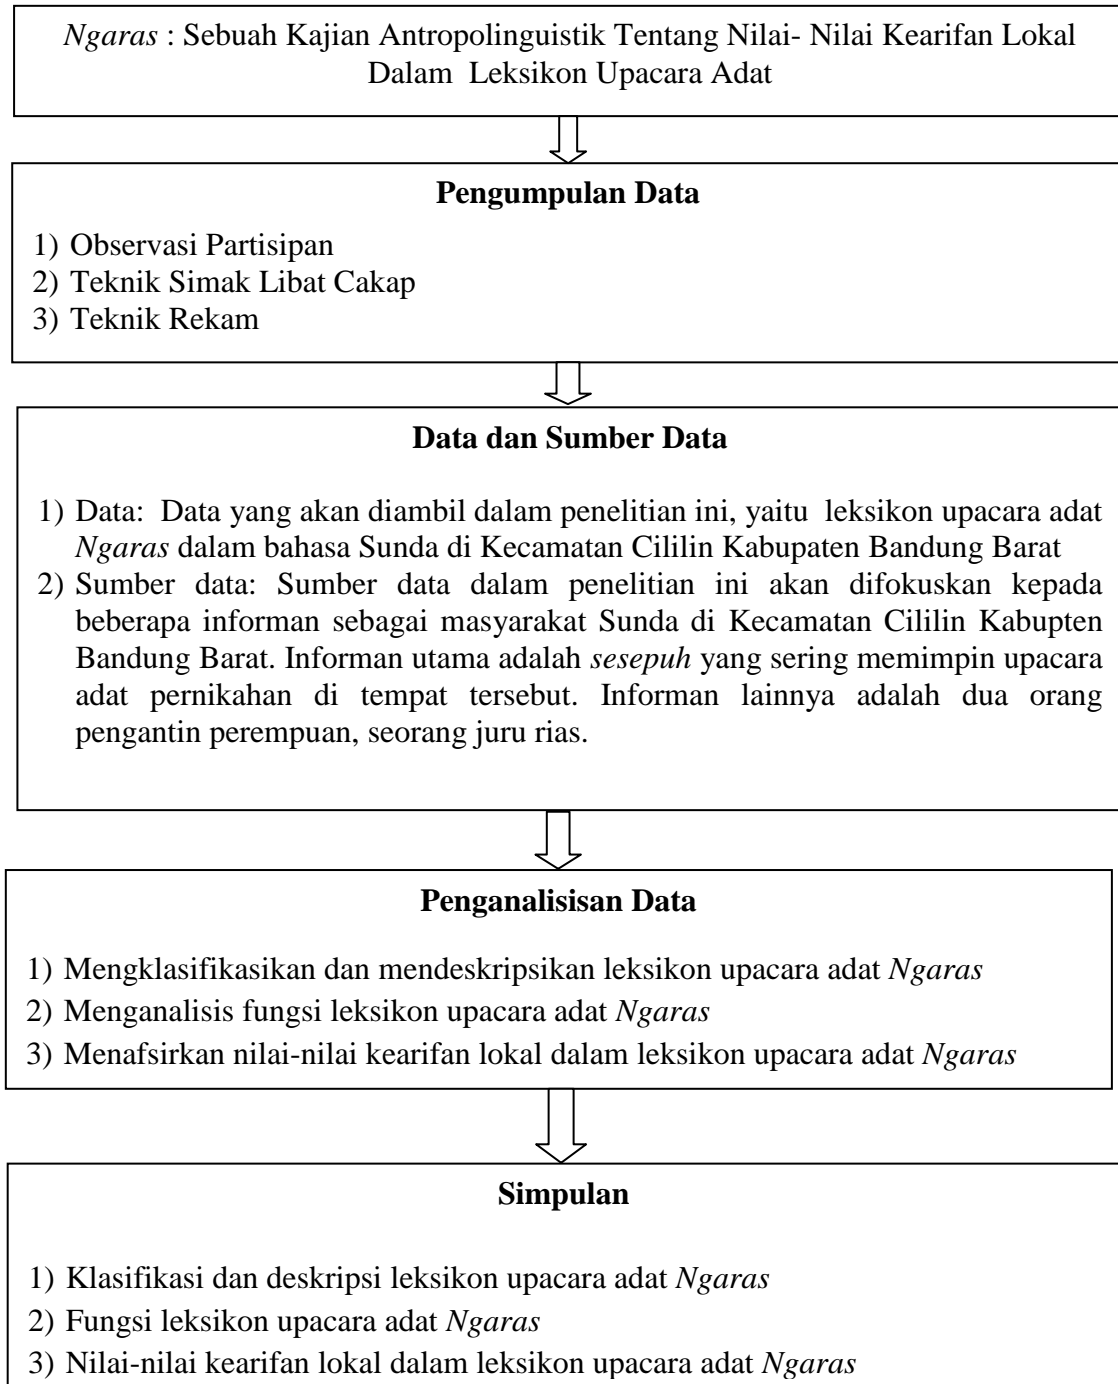 Ngaras : Sebuah Kajian Antropolinguistik Tentang Nilai- Nilai Kearifan Lokal
Dalam Leksikon Upacara Adat
Pengumpulan Data
1) Observasi Partisipan
2) Teknik Simak Libat Cakap
3) Teknik Rekam
Data dan Sumber Data
1) Data: Data yang akan diambil dalam penelitian ini, yaitu leksikon upacara adat
Ngaras dalam bahasa Sunda di Kecamatan Cililin Kabupaten Bandung Barat
2) Sumber data: Sumber data dalam penelitian ini akan difokuskan kepada
beberapa informan sebagai masyarakat Sunda di Kecamatan Cililin Kabupten
Bandung Barat. Informan utama adalah sesepuh yang sering memimpin upacara
adat pernikahan di tempat tersebut. Informan lainnya adalah dua orang
pengantin perempuan, seorang juru rias.
Penganalisisan Data
1) Mengklasifikasikan dan mendeskripsikan leksikon upacara adat Ngaras
2) Menganalisis fungsi leksikon upacara adat Ngaras
3) Menafsirkan nilai-nilai kearifan lokal dalam leksikon upacara adat Ngaras
Simpulan
1) Klasifikasi dan deskripsi leksikon upacara adat Ngaras
2) Fungsi leksikon upacara adat Ngaras
3) Nilai-nilai kearifan lokal dalam leksikon upacara adat Ngaras